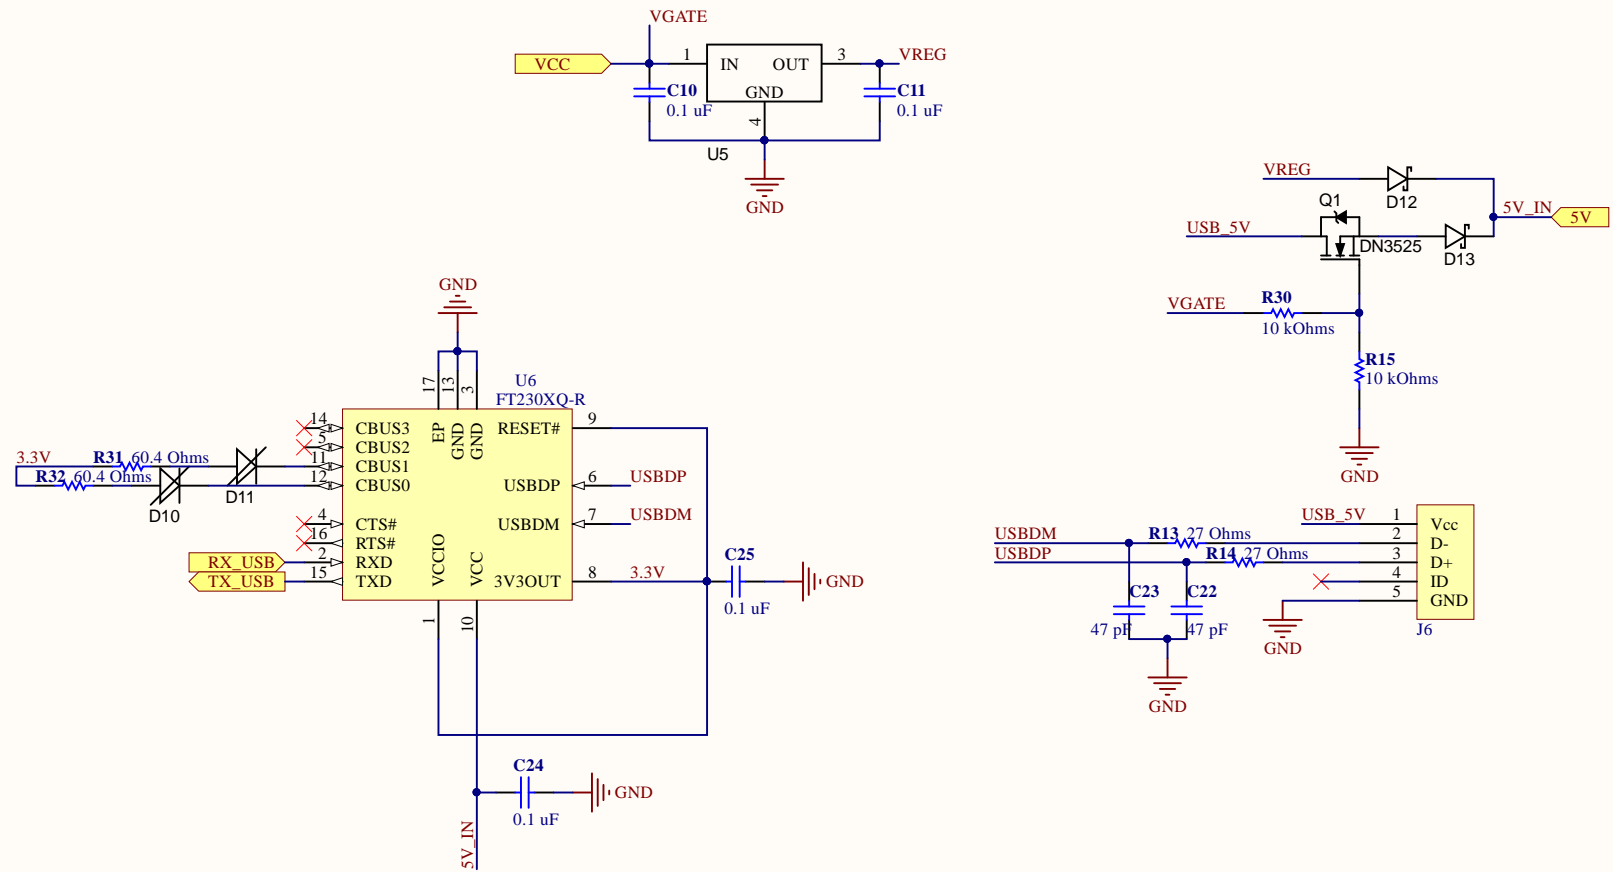 VGATE
VCC
1
IN
OUT
3
VREG
C10
0.1 uF
GND
4
C11
0.1 uF
U5
GND
VREG
D12
Q1
USB_5V
DN3525
D13
5V_IN
5V
VGATE
R30
10 kOhms
R15
10 kOhms
GND
GND
17
13
3
U6
FT230XQ-R
14
CBUS3
EP
GND
GND
RESET#
9
5
CBUS2
3.3V
R31
60.4 Ohms
11
CBUS1
R32
60.4 Ohms
12
CBUS0
USBDP
6
USBDP
D10
D11
4
CTS#
USBDM
7
USBDM
16
RTS#
RX_USB
2
RXD
TX_USB
15
TXD
VCCIO
VCC
3V3OUT
8
3.3V
C25
0.1 uF
GND
1
10
C24
0.1 uF
GND
5V_IN
USB_5V
1
Vcc
USBDM
R13
27 Ohms
2
D-
USBDP
R14
27 Ohms
3
D+
4
ID
5
GND
J6
C23
47 pF
C22
47 pF
GND
GND